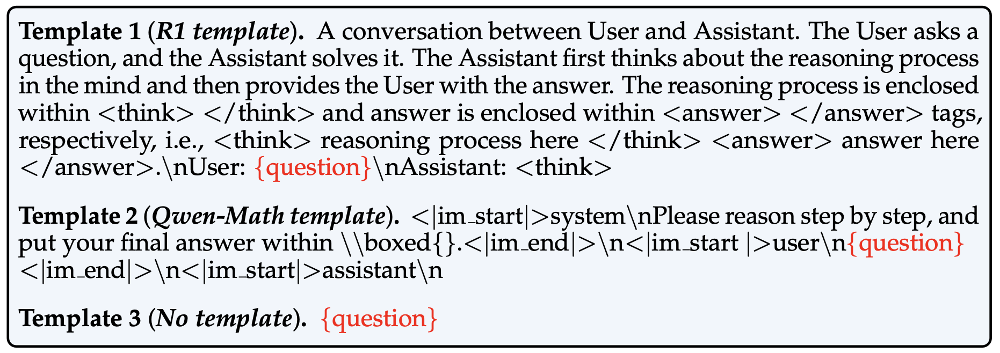 Template 1 (R1 template). A conversation between User and Assistant. The User asks a
question, and the Assistant solves it. The Assistant first thinks about the reasoning process
in the mind and then provides the User with the answer. The reasoning process is enclosed
within <think> </think> and answer is enclosed within <answer> </answer> tags,
respectively, i.e., <think> reasoning process here </think> <answer> answer here
</answer>.\nUser: {question}\nAssistant: <think>
Template 2 (Qwen-Math template). <|im_start|>system\nPlease reason step by step, and
put your final answer within \\boxed{}.<|im_end|>\n<|im_start |>user\n{question}
<|im_end|>\n<|im_start|>assistant\n
Template 3 (No template). {question}